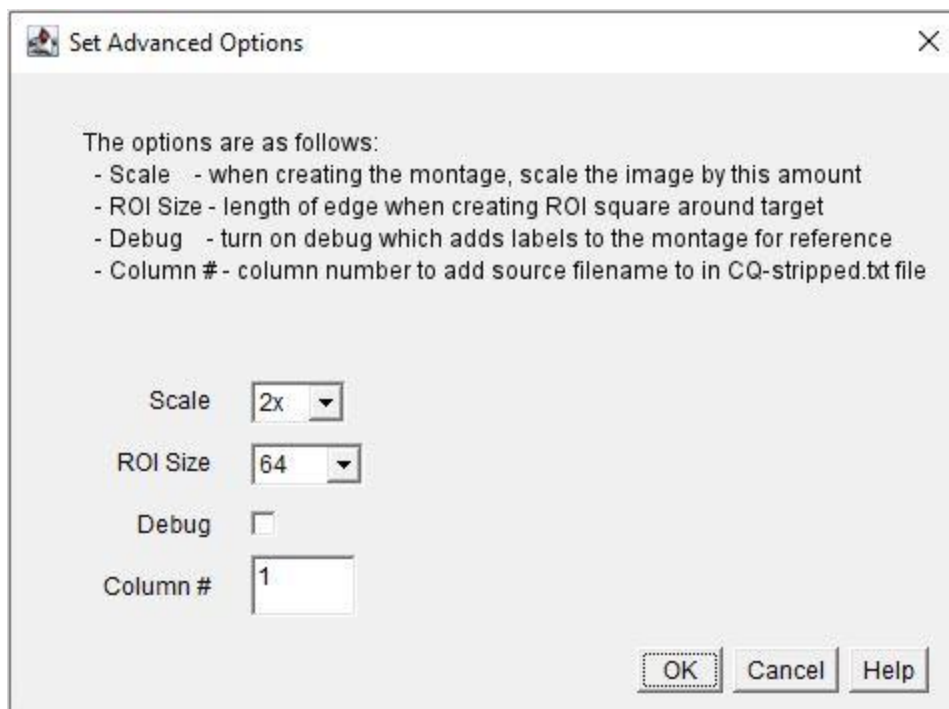 Set Advanced Options
The options are as follows:
- Scale - when creating the montage, scale the image by this amount
- ROI Size - length of edge when creating ROI square around target
- Debug - turn on debug which adds labels to the montage for reference
- Column # - column number to add source filename to in CQ-stripped.txt file
Scale 2x
ROI Size 64
Debug
Column # 1
OK Cancel Help